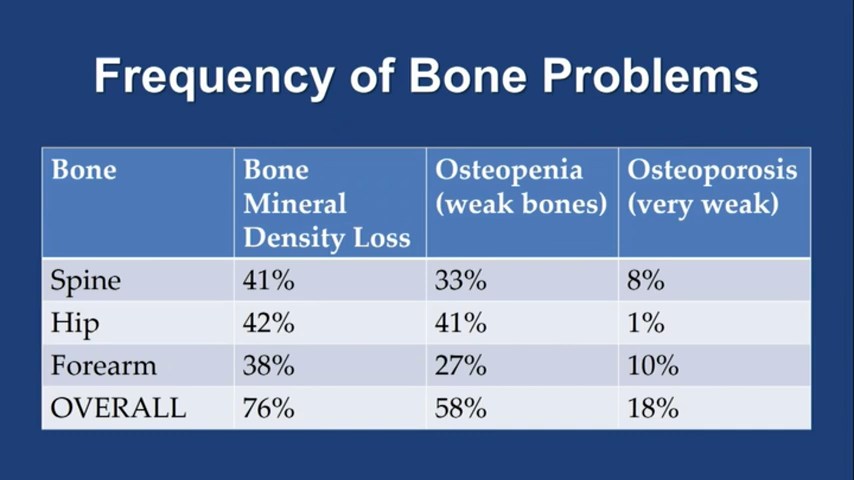 Frequency of Bone Problems
Bone Bone Mineral Density Loss Osteopenia (weak bones) Osteoporosis (very weak)
Spine 41% 33% 8%
Hip 42% 41% 1%
Forearm 38% 27% 10%
OVERALL 76% 58% 18%